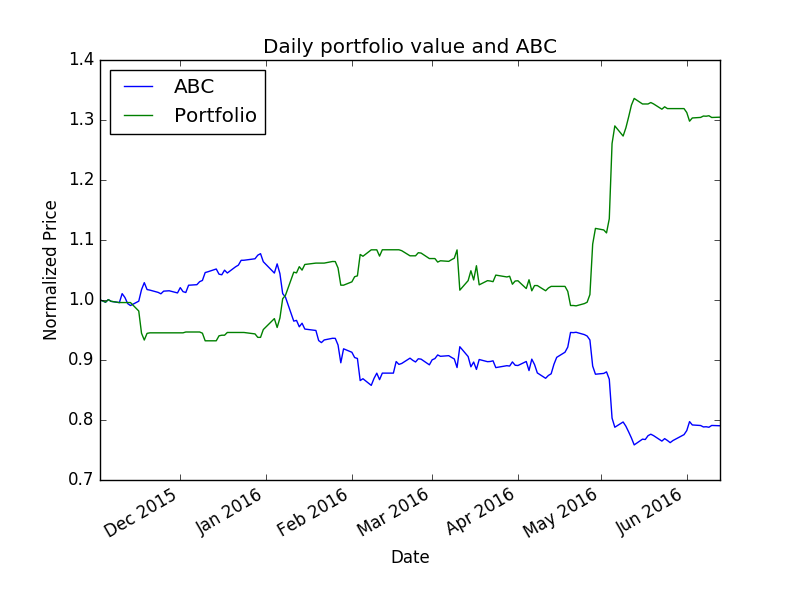 Daily portfolio value and ABC
1.4
1.3
1.2
1.1
1.0
0.9
0.8
0.7
Normalized Price
ABC
Portfolio
Dec 2015
Jan 2016
Feb 2016
Mar 2016
Apr 2016
May 2016
Jun 2016
Date